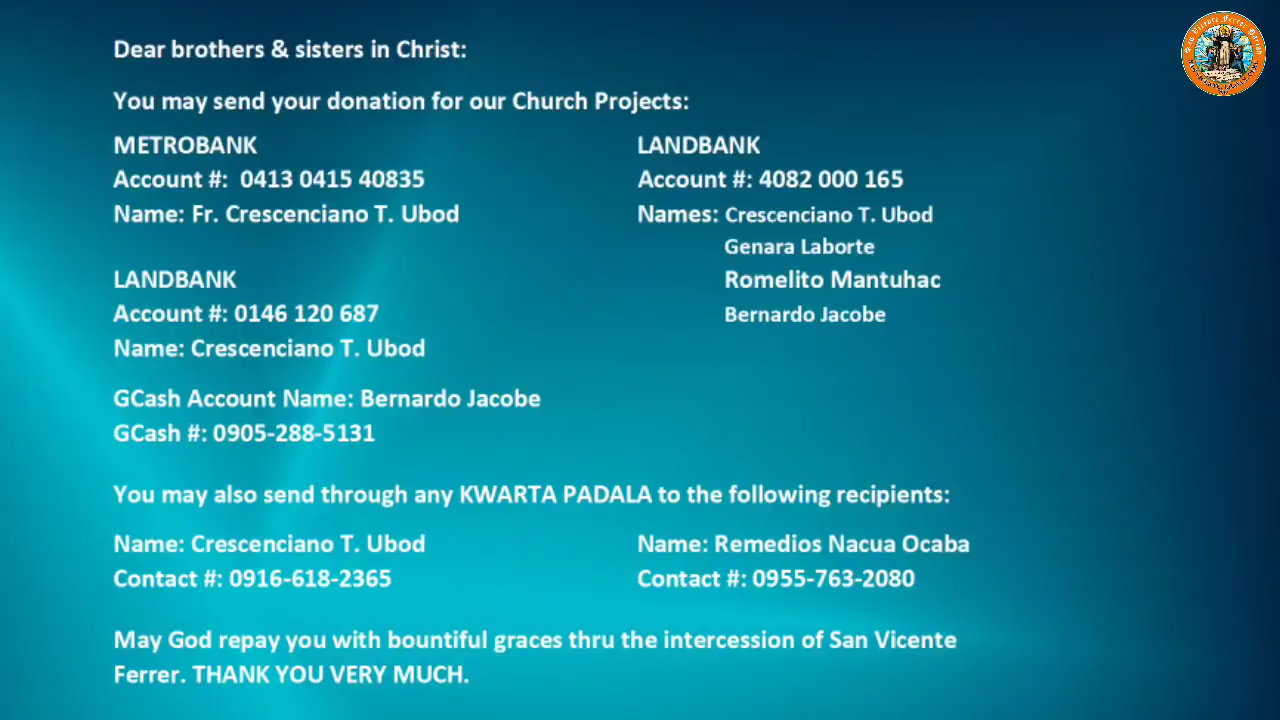 Dear brothers & sisters in Christ:
You may send your donation for our Church Projects:
METROBANK
Account #:  0413 0415 40835
Name: Fr. Crescenciano T. Ubod
LANDBANK
Account #: 0146 120 687
Name: Crescenciano T. Ubod
LANDBANK
Account #: 4082 000 165
Names: Crescenciano T. Ubod
Genara Laborte
Romelito Mantuhac
Bernardo Jacobe
GCash Account Name: Bernardo Jacobe
GCash #: 0905-288-5131
You may also send through any KWARTA PADALA to the following recipients:
Name: Crescenciano T. Ubod
Contact #: 0916-618-2365
Name: Remedios Nacua Ocaba
Contact #: 0955-763-2080
May God repay you with bountiful graces thru the intercession of San Vicente
Ferrer. THANK YOU VERY MUCH.
San Vicente Ferrer Parish